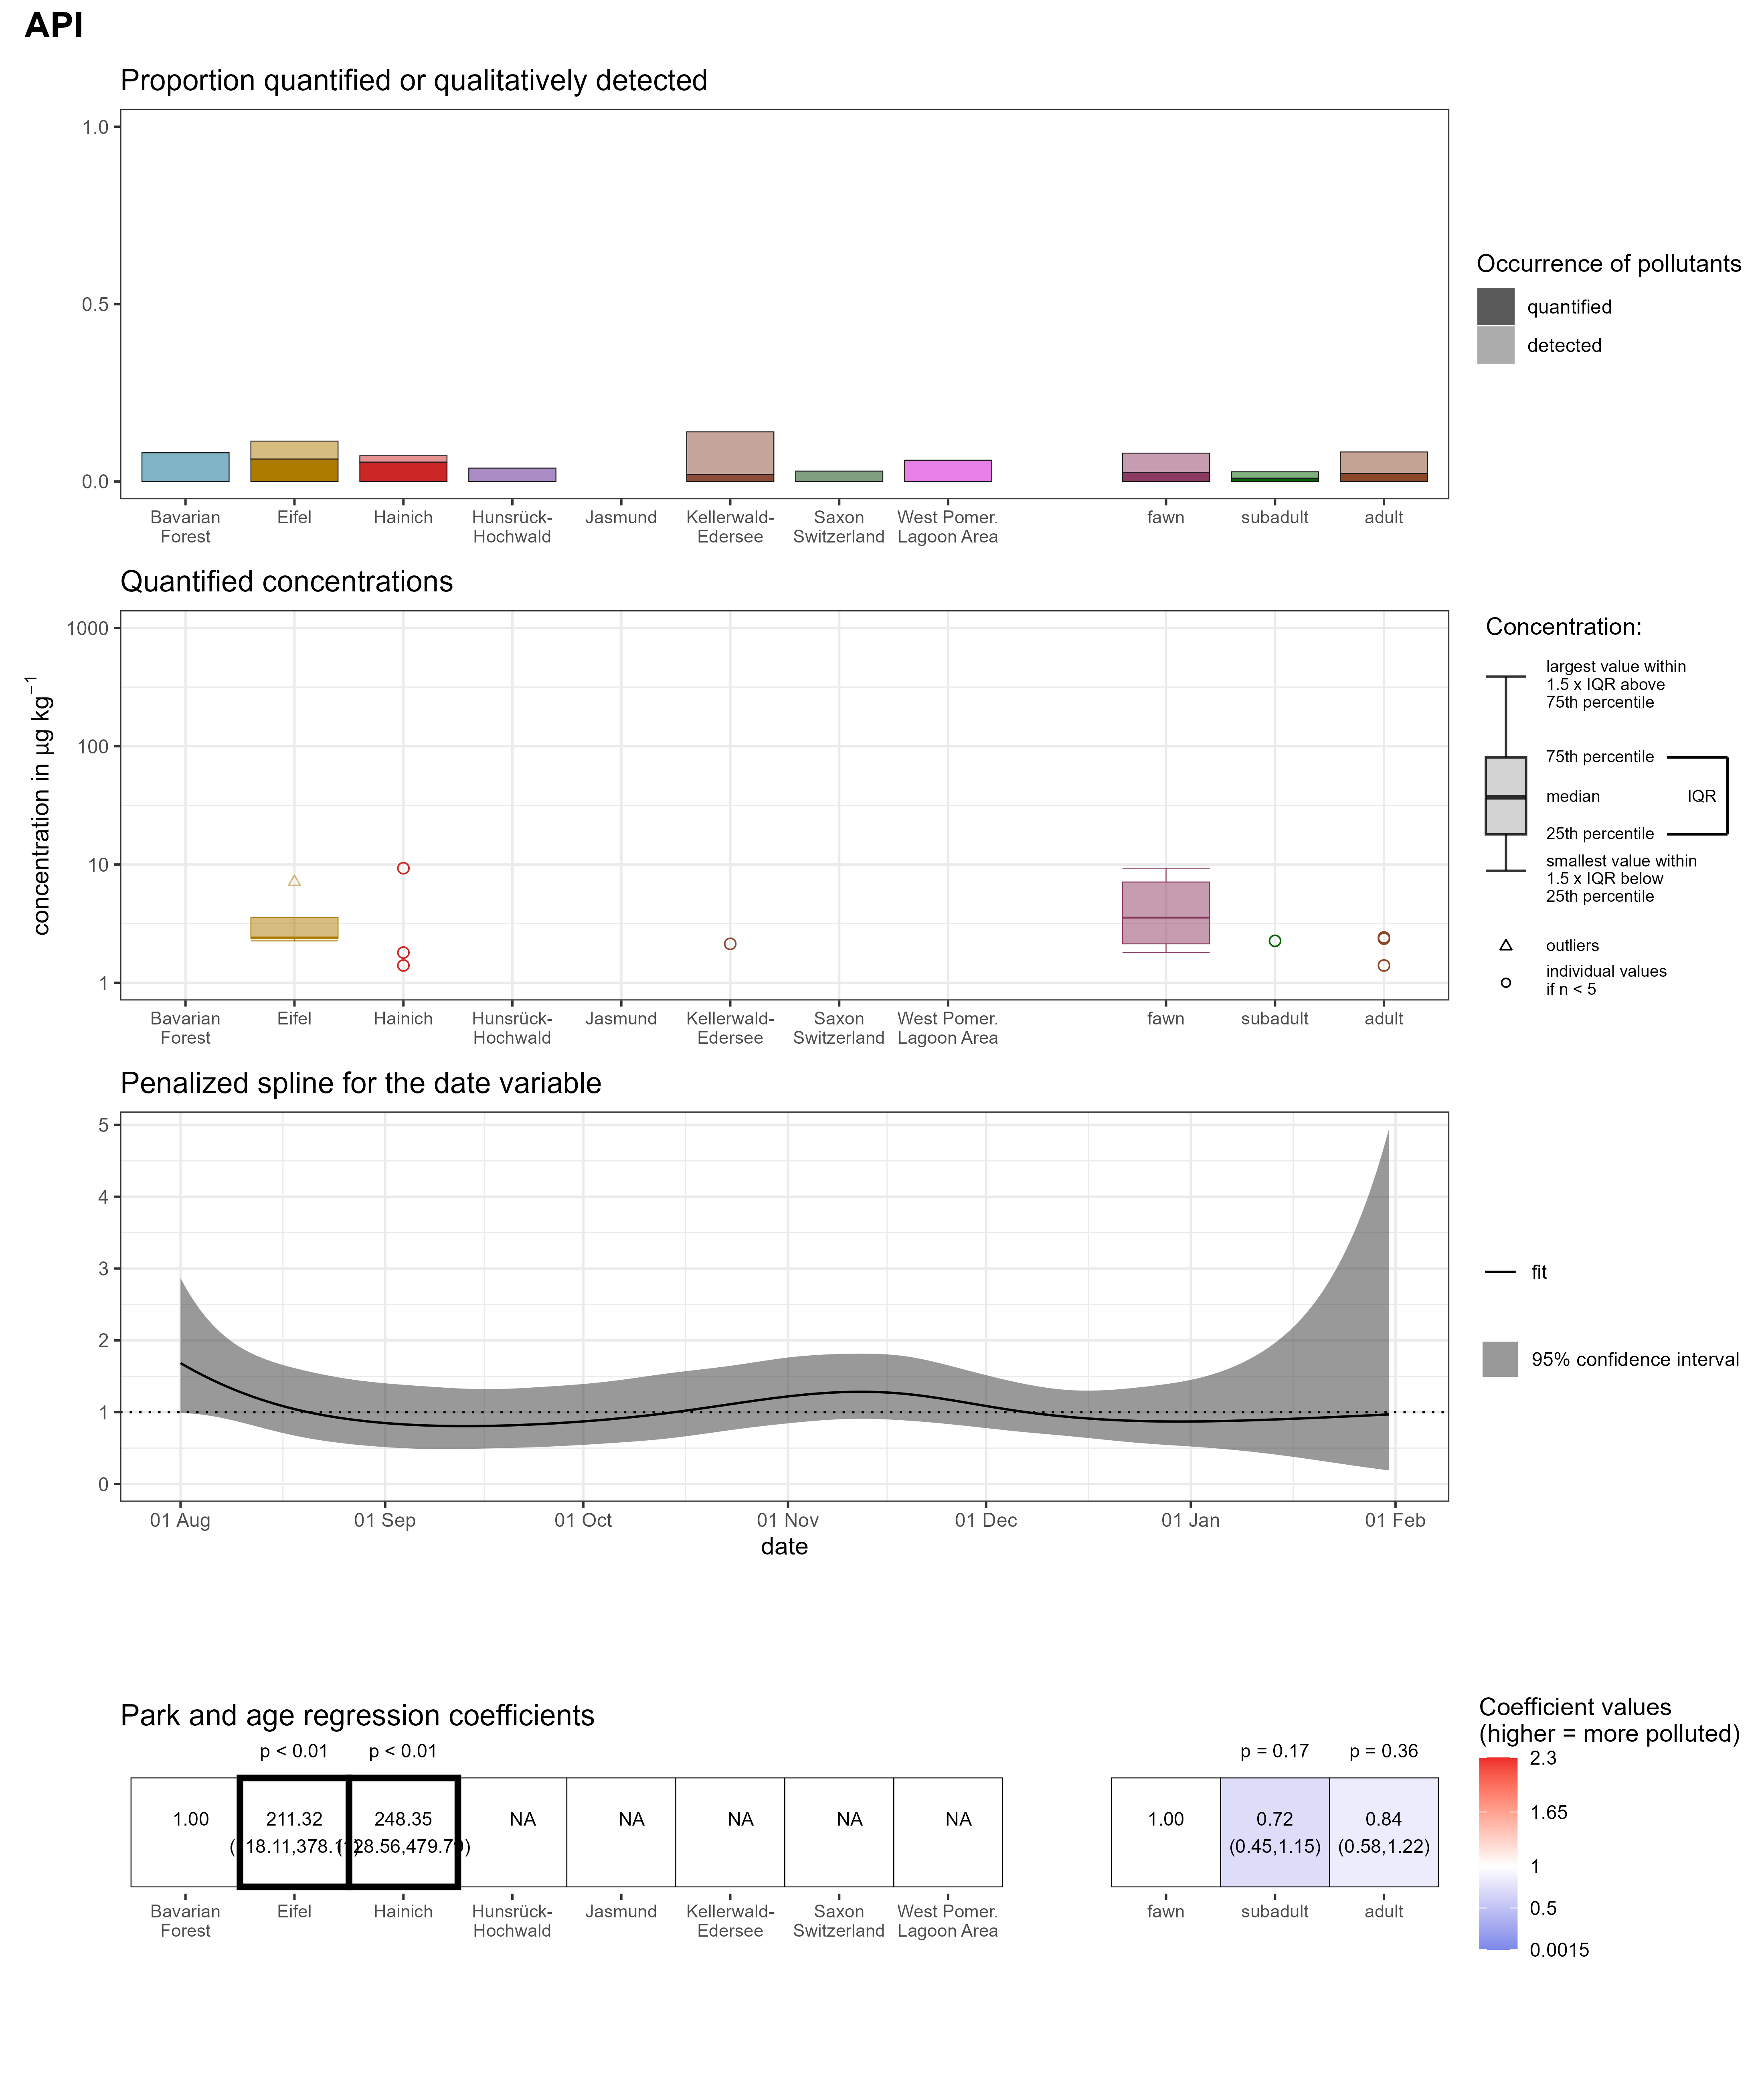 API
Proportion quantified or qualitatively detected
1.0
0.5
0.0
Bavarian
Forest
Eifel
Hainich
Hunsrück-
Hochwald
Jasmund
Kellerwald-
Edersee
Saxon
Switzerland
West Pomer.
Lagoon Area
fawn
subadult
adult
Occurrence of pollutants
quantified
detected
Quantified concentrations
concentration in µg kg⁻¹
1000
100
10
1
Bavarian
Forest
Eifel
Hainich
Hunsrück-
Hochwald
Jasmund
Kellerwald-
Edersee
Saxon
Switzerland
West Pomer.
Lagoon Area
fawn
subadult
adult
Concentration:
largest value within
1.5 x IQR above
75th percentile
75th percentile
median
IQR
25th percentile
smallest value within
1.5 x IQR below
25th percentile
outliers
individual values
if n < 5
Penalized spline for the date variable
5
4
3
2
1
0
01 Aug
01 Sep
01 Oct
01 Nov
01 Dec
01 Jan
01 Feb
date
fit
95% confidence interval
Park and age regression coefficients
p < 0.01
p < 0.01
p = 0.17
p = 0.36
1.00
211.32
248.35
NA
NA
NA
NA
NA
1.00
0.72
(0.45,1.15)
0.84
(0.58,1.22)
Bavarian
Forest
Eifel
Hainich
Hunsrück-
Hochwald
Jasmund
Kellerwald-
Edersee
Saxon
Switzerland
West Pomer.
Lagoon Area
fawn
subadult
adult
Coefficient values
(higher = more polluted)
2.3
1.65
1
0.5
0.0015